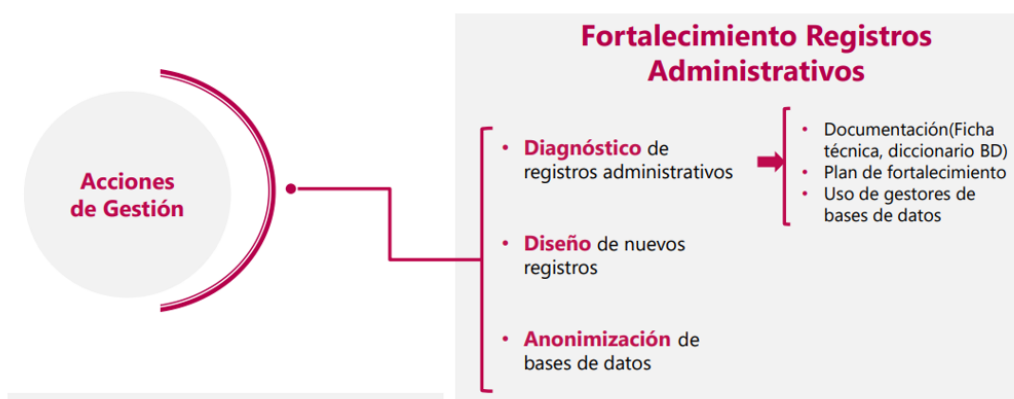 Fortalecimiento Registros
Administrativos
Acciones
de Gestión
• Diagnóstico de
registros administrativos
• Documentación(Ficha
técnica, diccionario BD)
• Plan de fortalecimiento
• Uso de gestores de
bases de datos
• Diseño de nuevos
registros
• Anonimización de
bases de datos